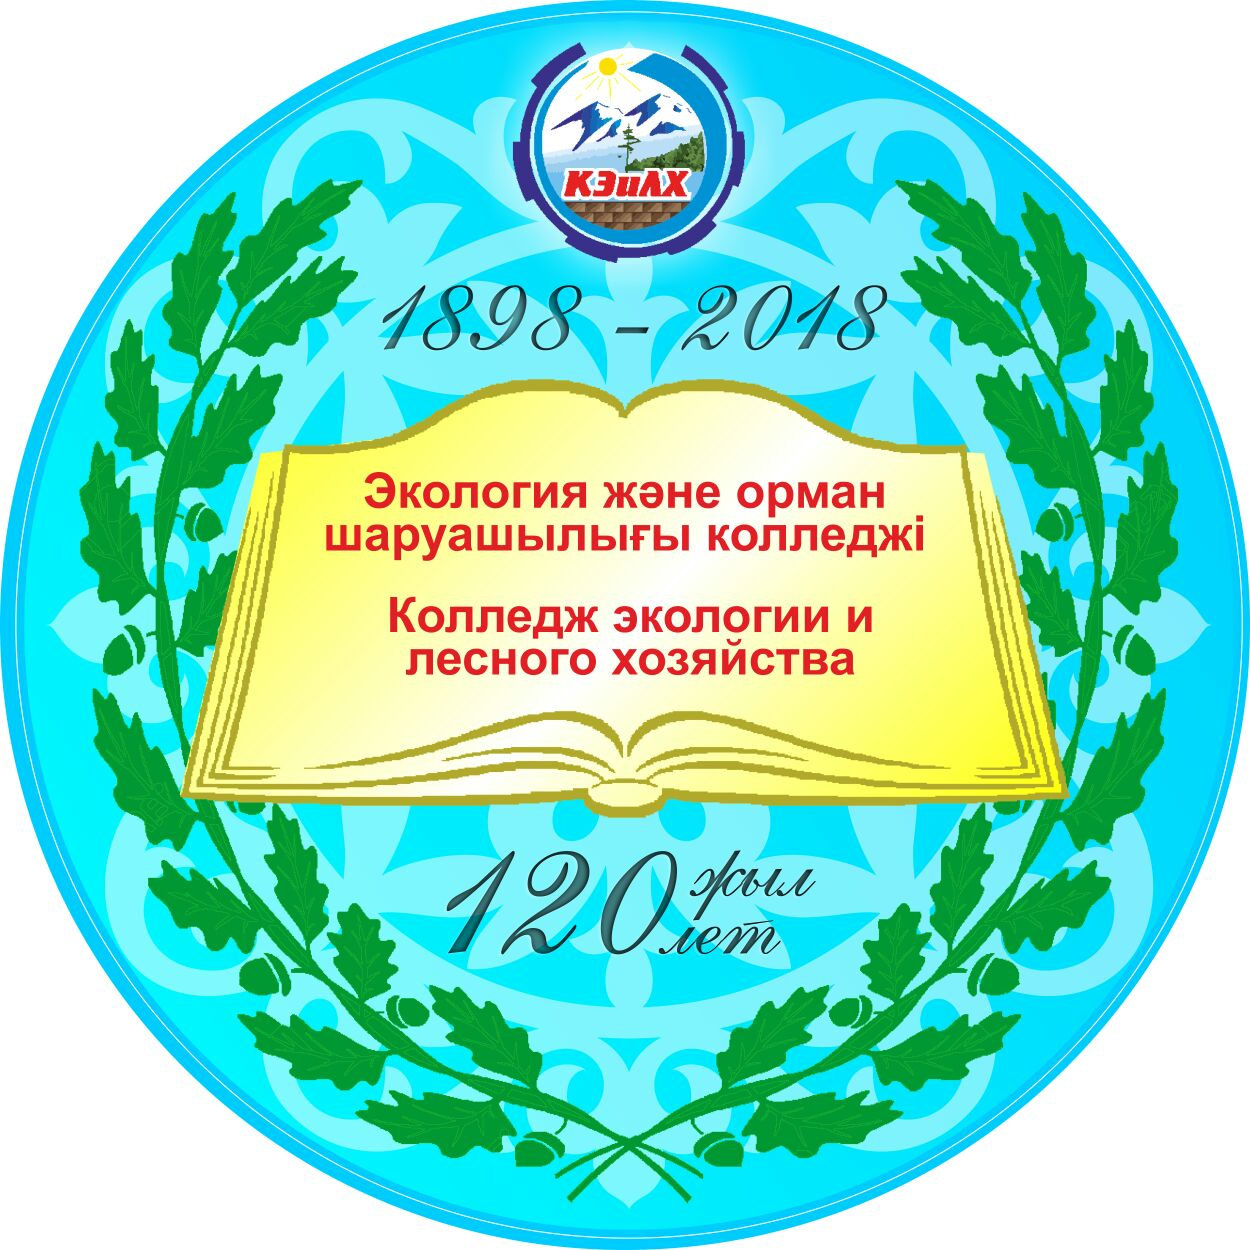 КЭиЛХ
1898 - 2018
Экология және орман
шаруашылығы колледжі
Колледж экологии и
лесного хозяйства
120 жыл
лет